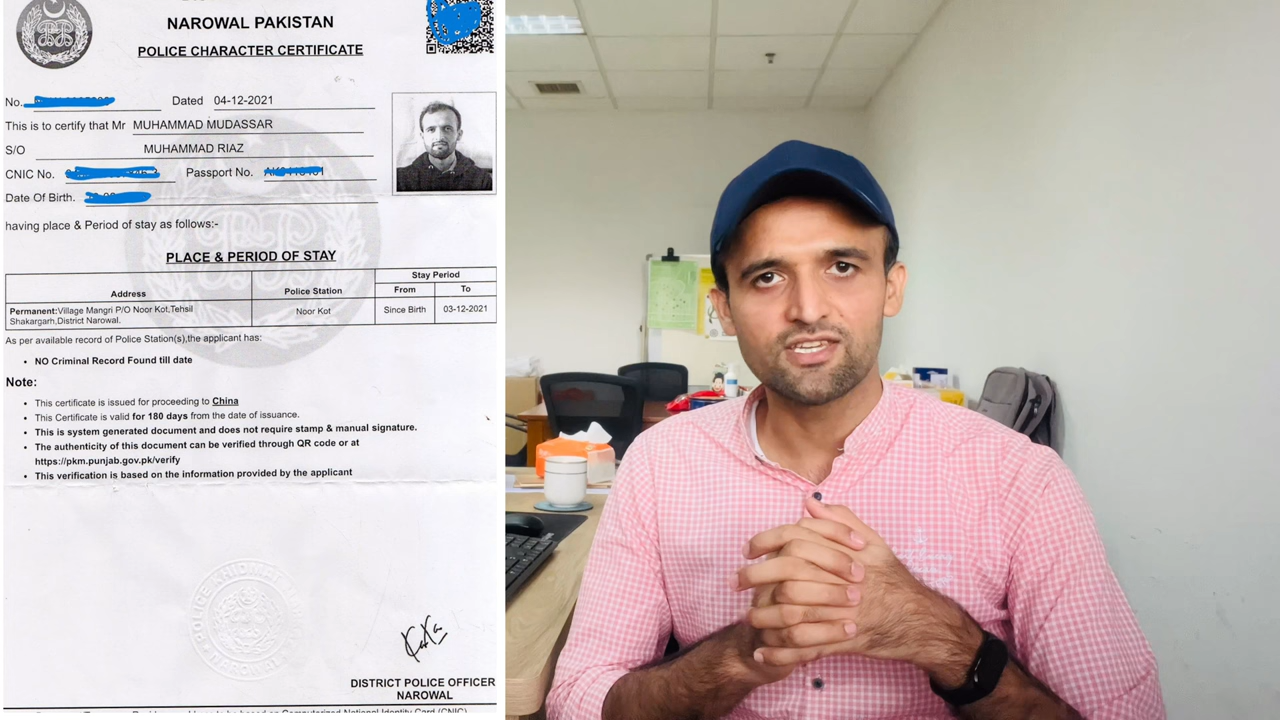 NAROWAL PAKISTAN
POLICE CHARACTER CERTIFICATE
No. Dated 04-12-2021
This is to certify that Mr MUHAMMAD MUDASSAR
S/O MUHAMMAD RIAZ
CNIC No. Passport No.
Date Of Birth.
having place & Period of stay as follows:-
PLACE & PERIOD OF STAY
Address Police Station Stay Period
From To
Permanent:Village Mangri P/O Noor Kot,Tehsil
Shakargarh,District Narowal. Noor Kot Since Birth 03-12-2021
As per available record of Police Station(s),the applicant has:
• NO Criminal Record Found till date
Note:
• This certificate is issued for proceeding to China
• This Certificate is valid for 180 days from the date of issuance.
• This is system generated document and does not require stamp & manual signature.
• The authenticity of this document can be verified through QR code or at
https://pkm.punjab.gov.pk/verify
• This verification is based on the information provided by the applicant
DISTRICT POLICE OFFICER
NAROWAL